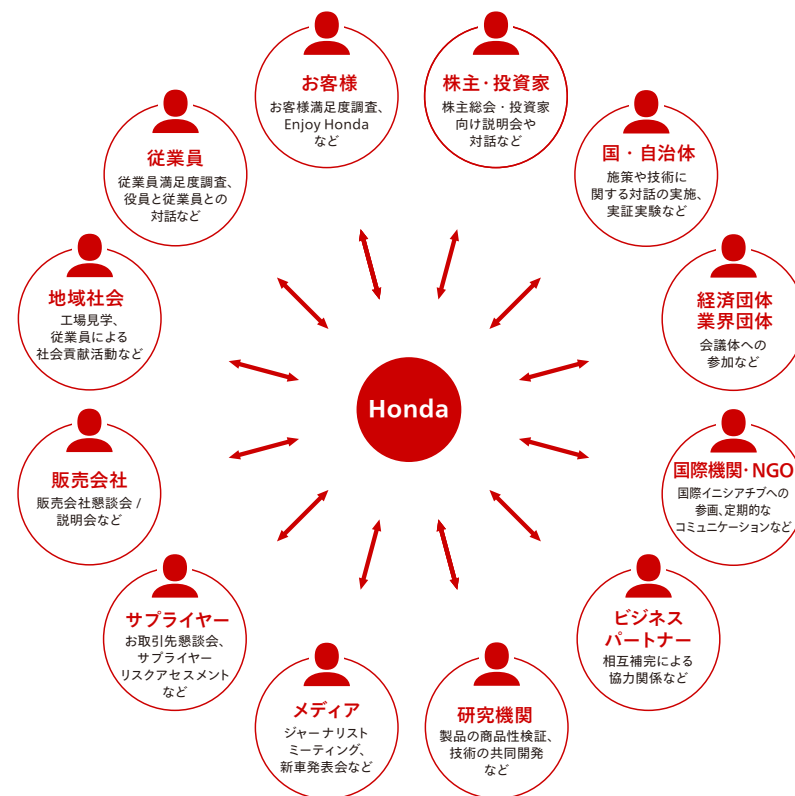 お客様
お客様満足度調査、
Enjoy Honda
など
株主・投資家
株主総会・投資家
向け説明会や
対話など
国・自治体
施策や技術に
関する対話の実施、
実証実験など
経済団体
業界団体
会議体への
参加など
国際機関・NGO
国際イニシアチブへの
参画、定期的な
コミュニケーションなど
ビジネス
パートナー
相互補完による
協力関係など
研究機関
製品の商品性検証、
技術の共同開発
など
メディア
ジャーナリスト
ミーティング、
新車発表会など
サプライヤー
お取引先懇談会、
サプライヤー
リスクアセスメント
など
販売会社
販売会社懇談会 /
説明会など
地域社会
工場見学、
従業員による
社会貢献活動など
従業員
従業員満足度調査、
役員と従業員との
対話など
Honda